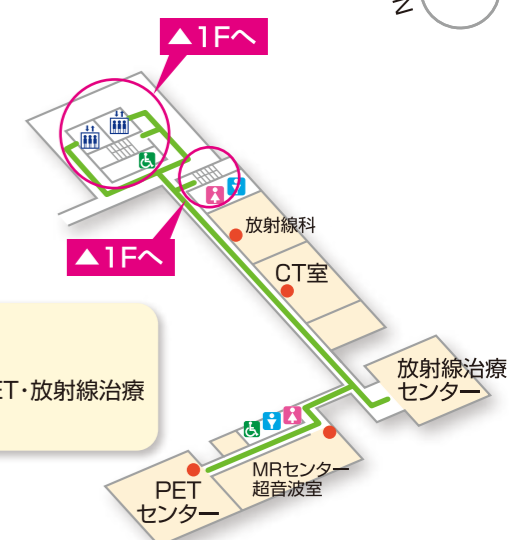 N
▲1Fへ
放射線科
▲1Fへ
CT室
ET・放射線治療
放射線治療
センター
MRセンター
超音波室
PET
センター